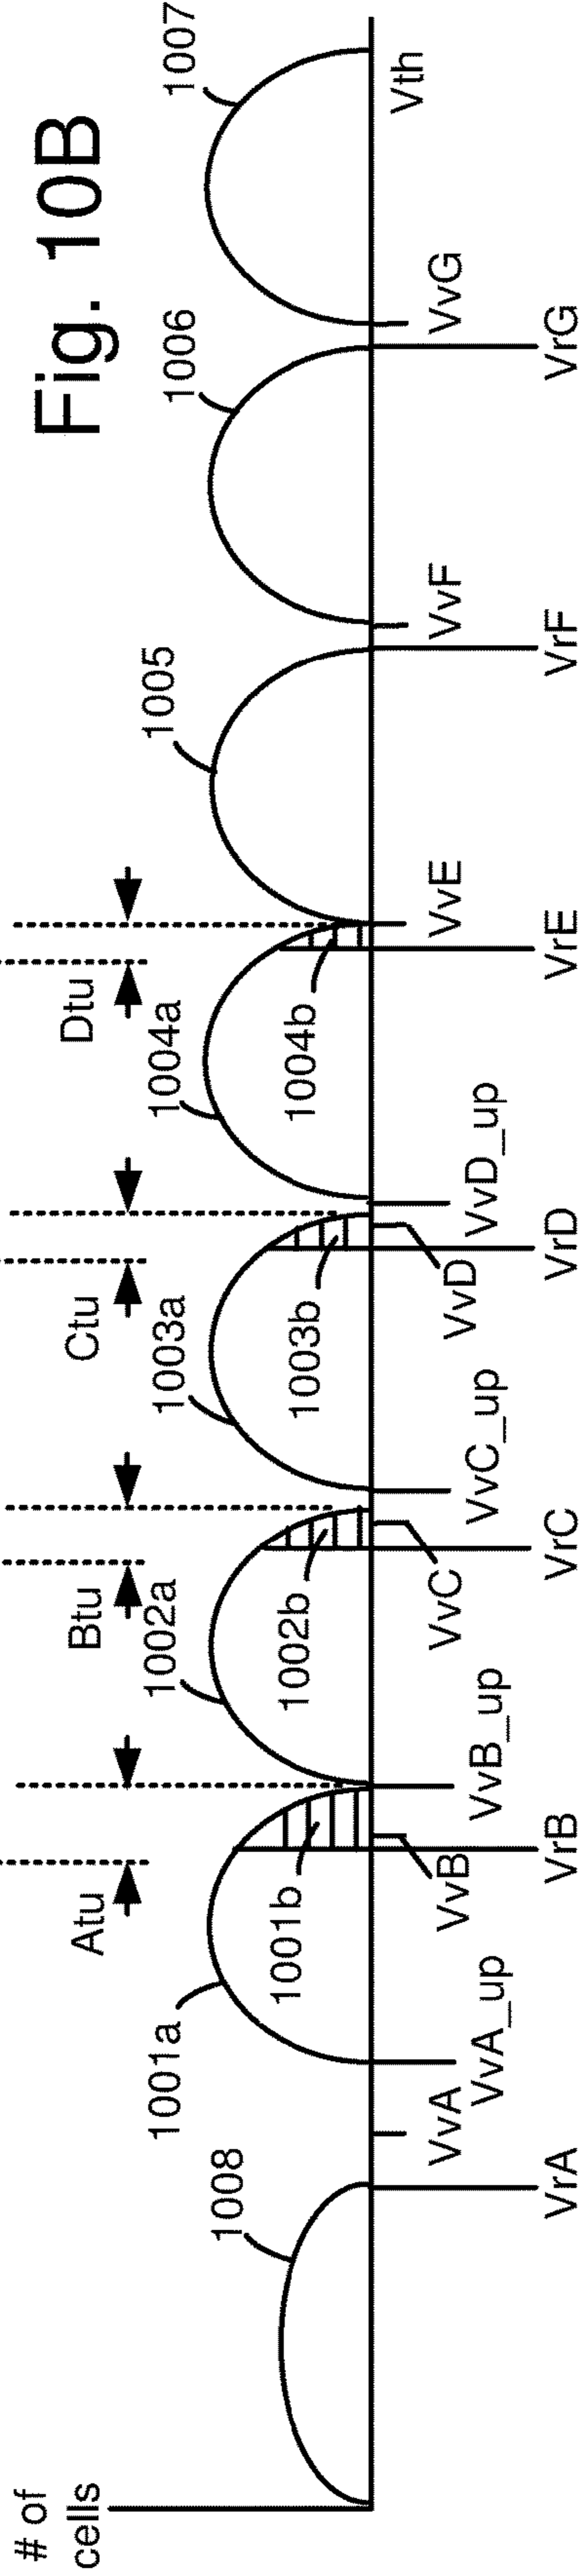 Fig. 10B
# of
cells
Atu
Btu
Ctu
Dtu
1008
1001a
1002a
1003a
1004a
1005
1006
1007
1001b
1002b
1003b
1004b
Vth
VvA
VvA_up
VvB
VvB_up
VvC
VvC_up
VvD
VvD_up
VvE
VvF
VvG
VrA
VrB
VrC
VrD
VrE
VrF
VrG